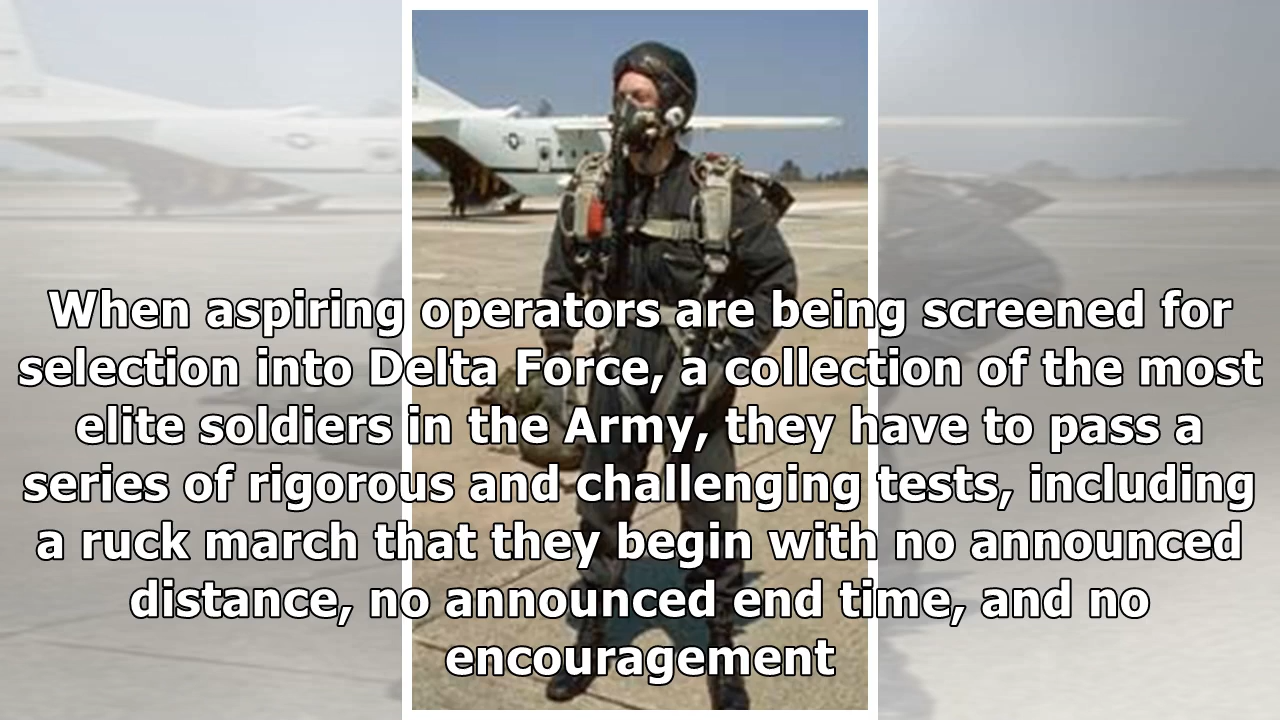 When aspiring operators are being screened for
selection into Delta Force, a collection of the most
elite soldiers in the Army, they have to pass a
series of rigorous and challenging tests, including
a ruck march that they begin with no announced
distance, no announced end time, and no
encouragement